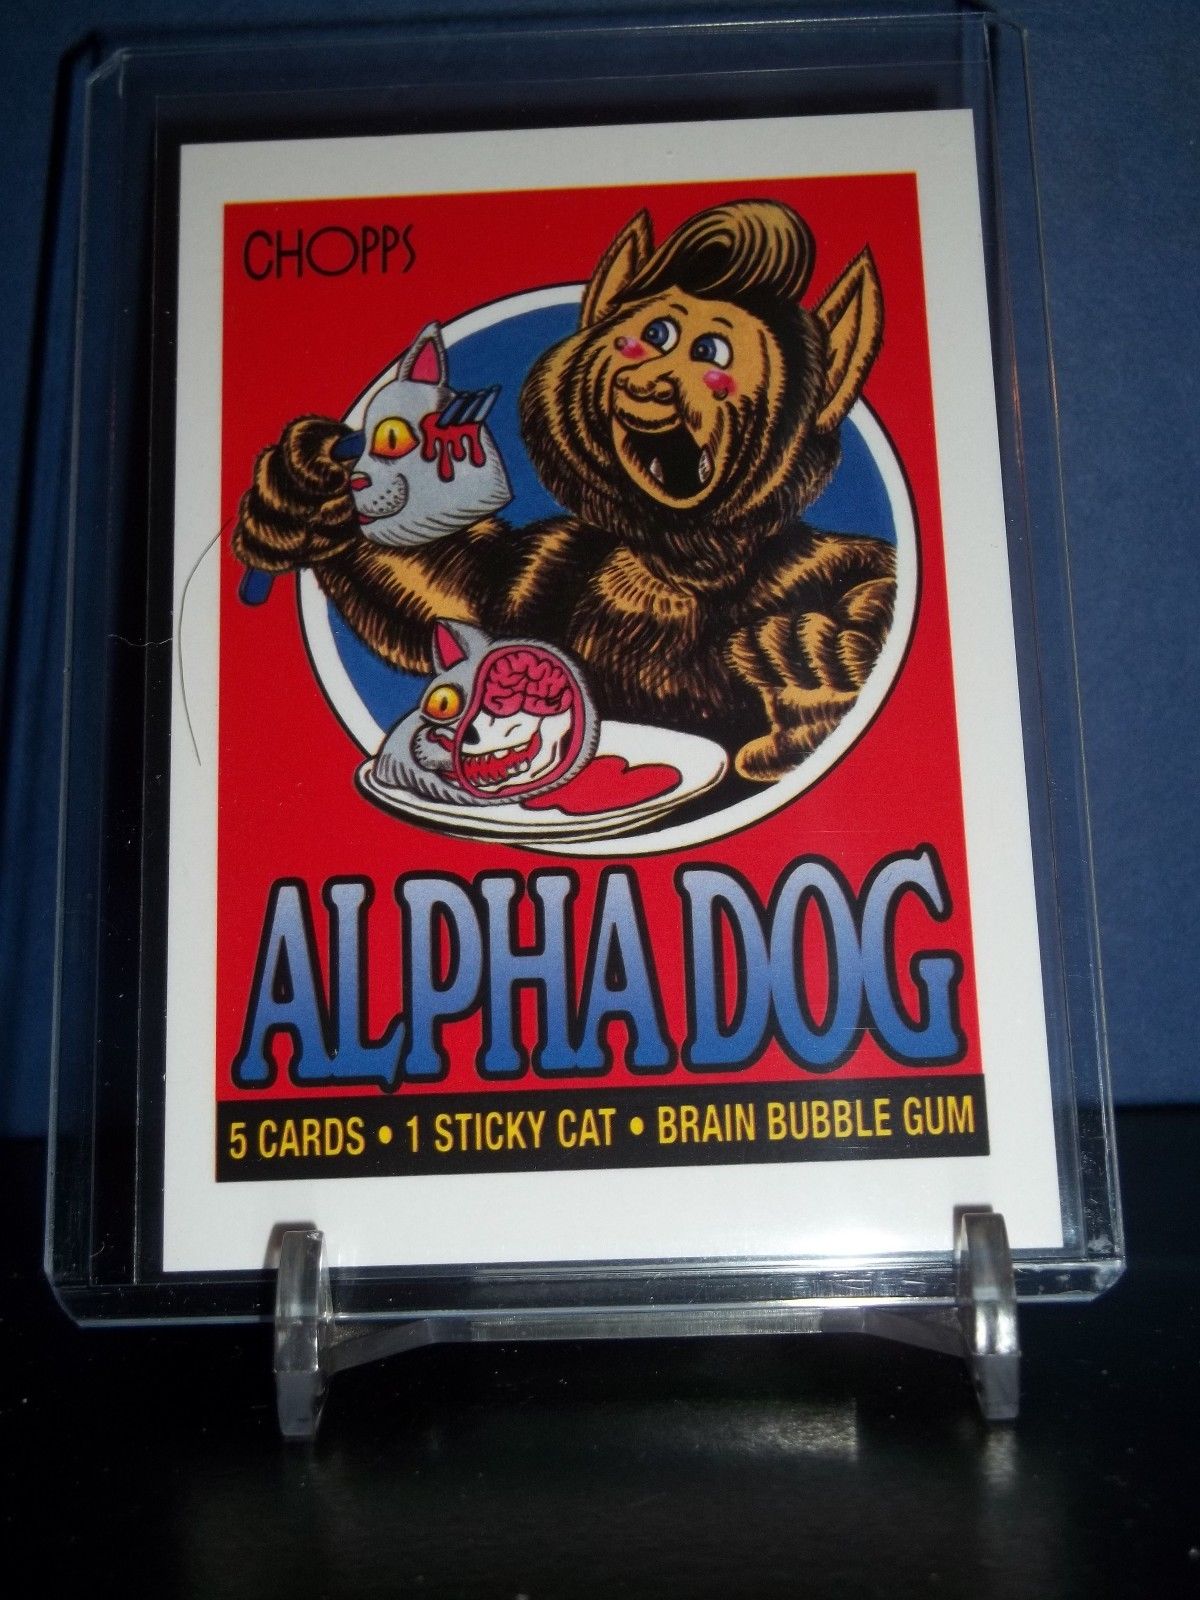 CHOPPS
ALPHA DOG
5 CARDS • 1 STICKY CAT • BRAIN BUBBLE GUM